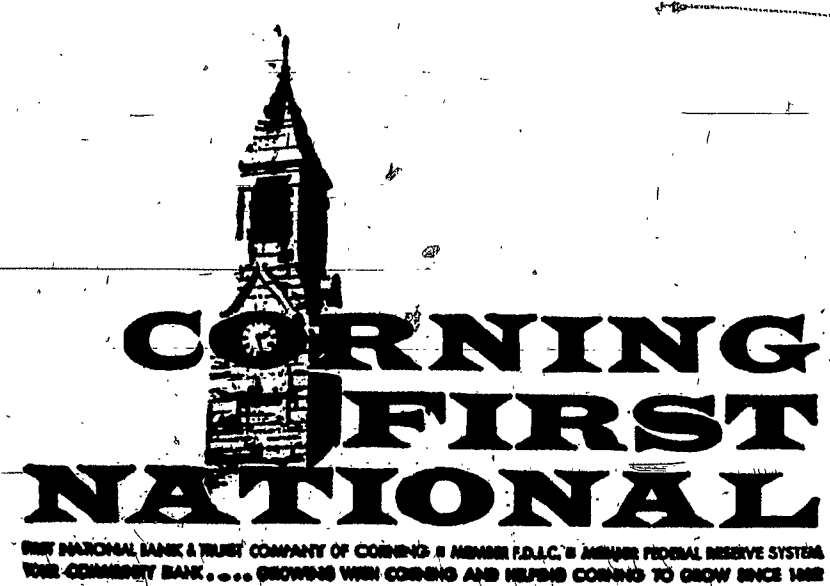 CORNING
FIRST
NATIONAL
FIRST NATIONAL BANK & TRUST COMPANY OF CORNING ■ MEMBER F.D.I.C. ■ MEMBER FEDERAL RESERVE SYSTEM
YOUR COMMUNITY BANK . . . . GROWING WITH CORNING AND HELPING CORNING TO GROW SINCE